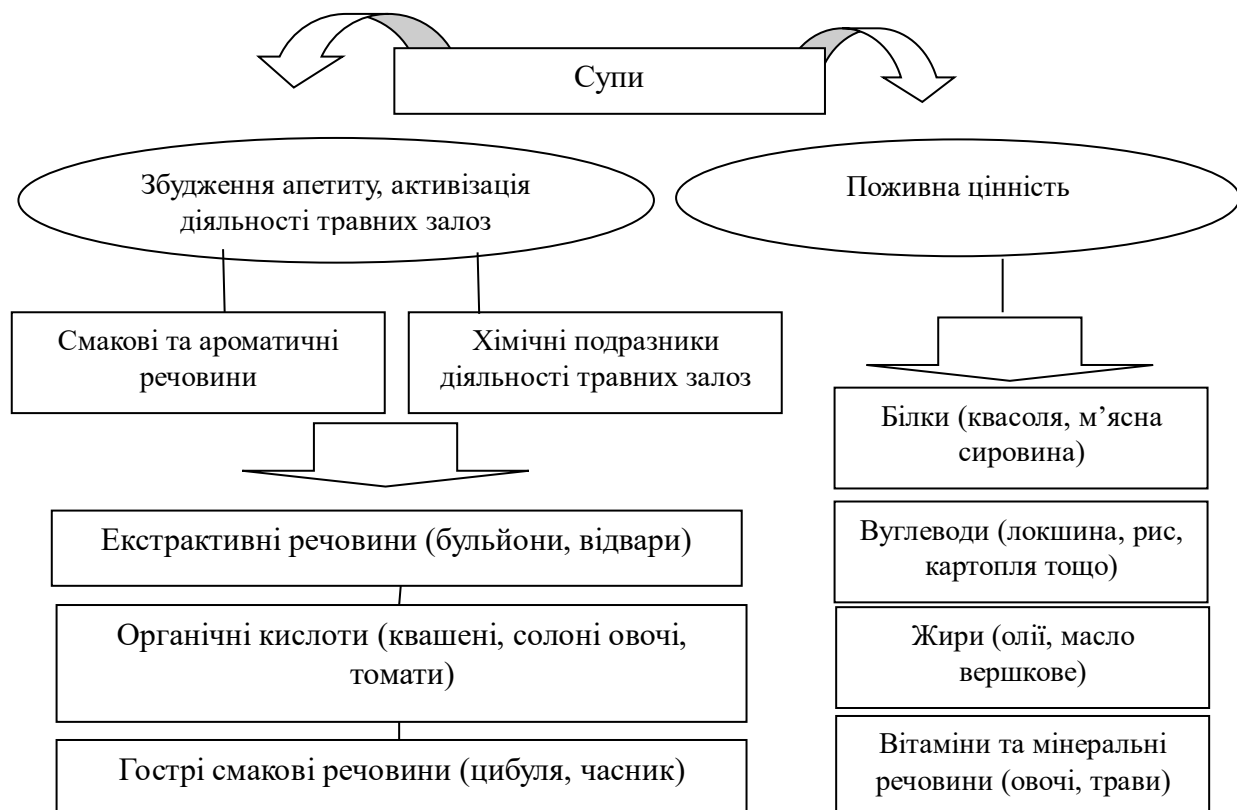 Супи
Збудження апетиту, активізація
діяльності травних залоз
Поживна цінність
Смакові та ароматичні
речовини
Хімічні подразники
діяльності травних залоз
Екстрактивні речовини (бульйони, відвари)
Органічні кислоти (квашені, солоні овочі,
томати)
Гострі смакові речовини (цибуля, часник)
Білки (квасоля, м’ясна
сировина)
Вуглеводи (локшина, рис,
картопля тощо)
Жири (олії, масло
вершкове)
Вітаміни та мінеральні
речовини (овочі, трави)